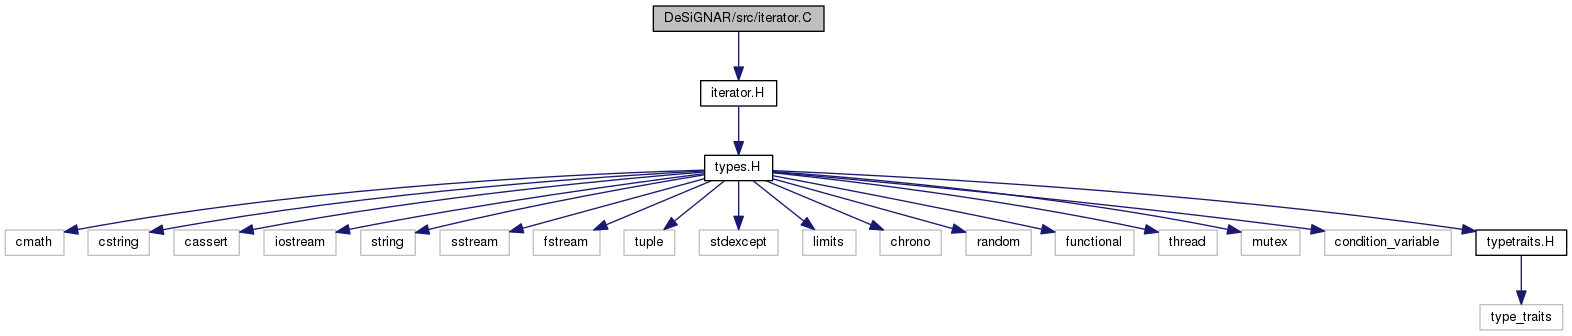 DeSiGNAR/src/iterator.C
iterator.H
types.H
cmath
cstring
cassert
iostream
string
sstream
fstream
tuple
stdexcept
limits
chrono
random
functional
thread
mutex
condition_variable
typetraits.H
type_traits